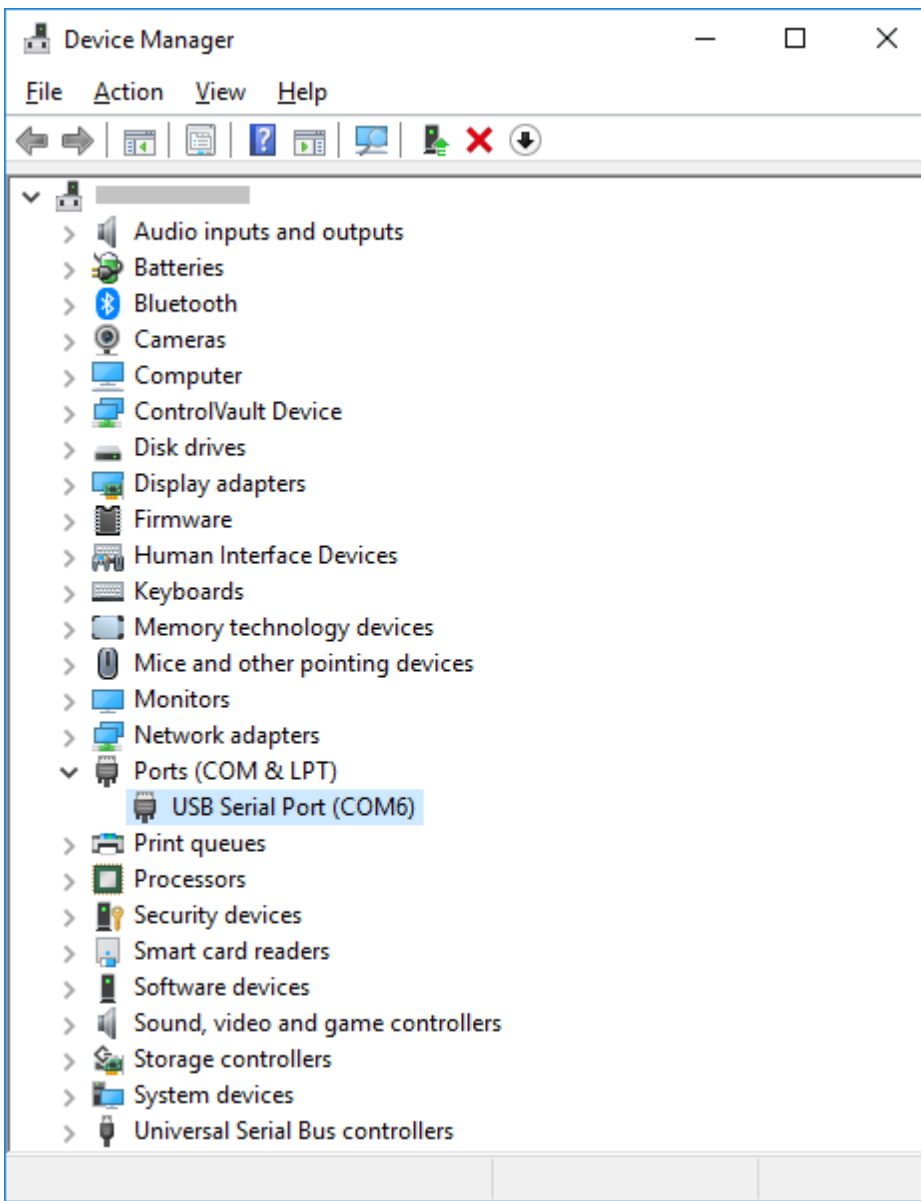 Device Manager
File Action View Help
Audio inputs and outputs
Batteries
Bluetooth
Cameras
Computer
ControlVault Device
Disk drives
Display adapters
Firmware
Human Interface Devices
Keyboards
Memory technology devices
Mice and other pointing devices
Monitors
Network adapters
Ports (COM & LPT)
USB Serial Port (COM6)
Print queues
Processors
Security devices
Smart card readers
Software devices
Sound, video and game controllers
Storage controllers
System devices
Universal Serial Bus controllers